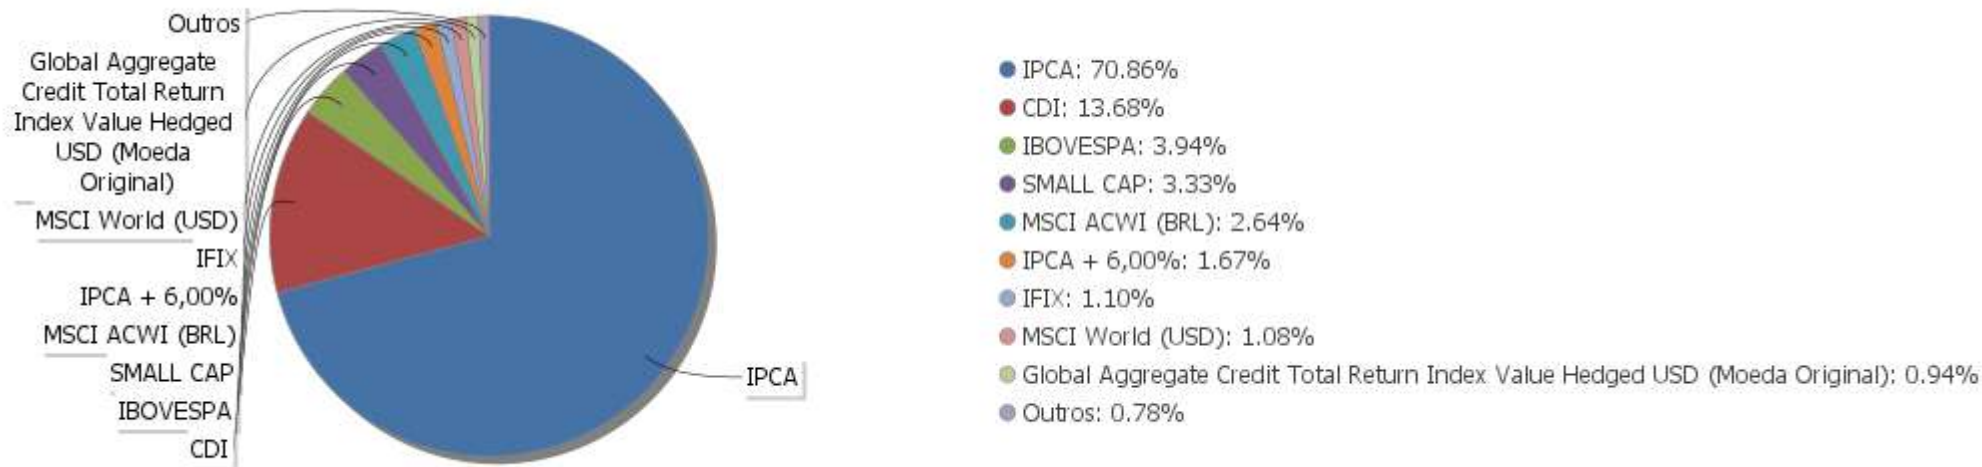 Outros
Global Aggregate
Credit Total Return
Index Value Hedged
USD (Moeda
Original)
MSCI World (USD)
IFIX
IPCA + 6,00%
MSCI ACWI (BRL)
SMALL CAP
IBOVESPA
CDI
IPCA
IPCA: 70.86%
CDI: 13.68%
IBOVESPA: 3.94%
SMALL CAP: 3.33%
MSCI ACWI (BRL): 2.64%
IPCA + 6,00%: 1.67%
IFIX: 1.10%
MSCI World (USD): 1.08%
Global Aggregate Credit Total Return Index Value Hedged USD (Moeda Original): 0.94%
Outros: 0.78%